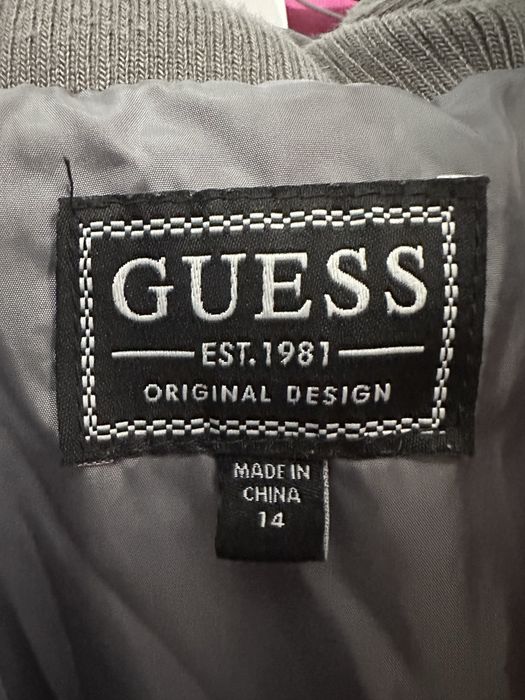 GUESS
EST. 1981
ORIGINAL DESIGN
MADE IN
CHINA
14